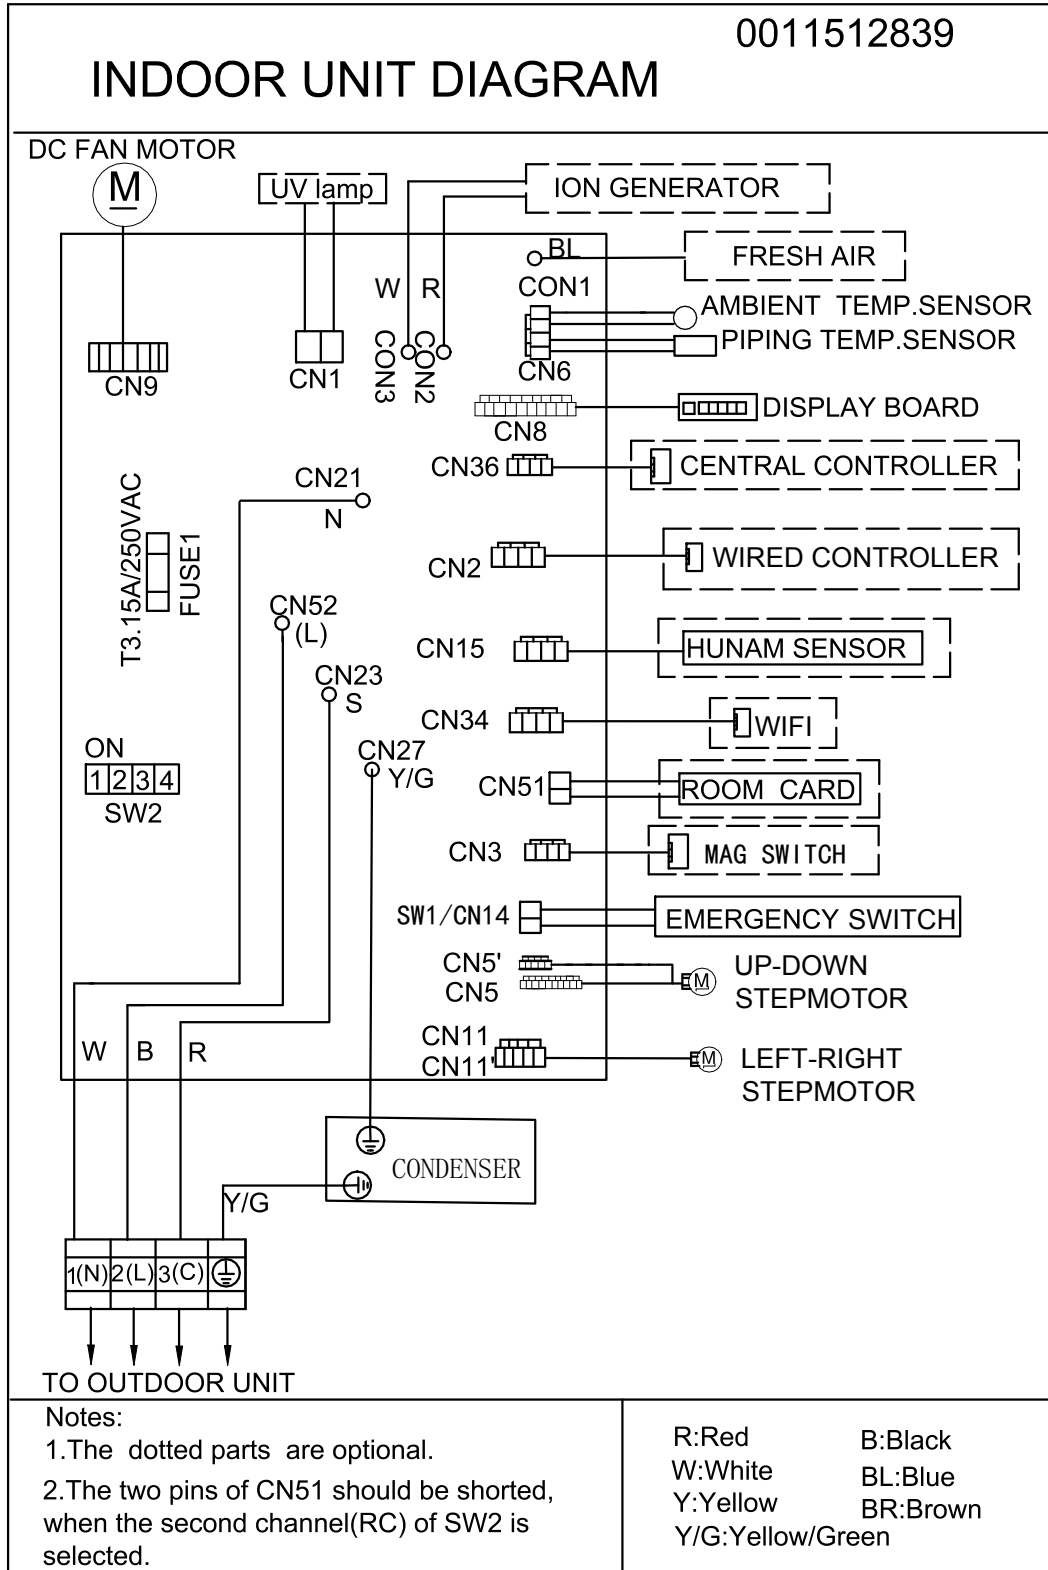 0011512839
INDOOR UNIT DIAGRAM
DC FAN MOTOR
M
UV lamp
ION GENERATOR
BL
FRESH AIR
W
R
CON1
CON3
CON2
AMBIENT TEMP.SENSOR
PIPING TEMP.SENSOR
CN9
CN1
CN6
DISPLAY BOARD
CN8
CN36
CENTRAL CONTROLLER
CN21
N
T3.15A/250VAC
FUSE1
CN2
WIRED CONTROLLER
CN52
(L)
CN15
HUNAM SENSOR
CN23
S
CN34
WIFI
ON
1 2 3 4
SW2
CN27
Y/G
CN51
ROOM CARD
CN3
MAG SWITCH
SW1/CN14
EMERGENCY SWITCH
CN5'
CN5
M
UP-DOWN
STEPMOTOR
CN11
CN11'
M
LEFT-RIGHT
STEPMOTOR
W
B
R
CONDENSER
Y/G
1(N) 2(L) 3(C)
TO OUTDOOR UNIT
Notes:
1.The dotted parts are optional.
2.The two pins of CN51 should be shorted,
when the second channel(RC) of SW2 is
selected.
R:Red
B:Black
W:White
BL:Blue
Y:Yellow
BR:Brown
Y/G:Yellow/Green